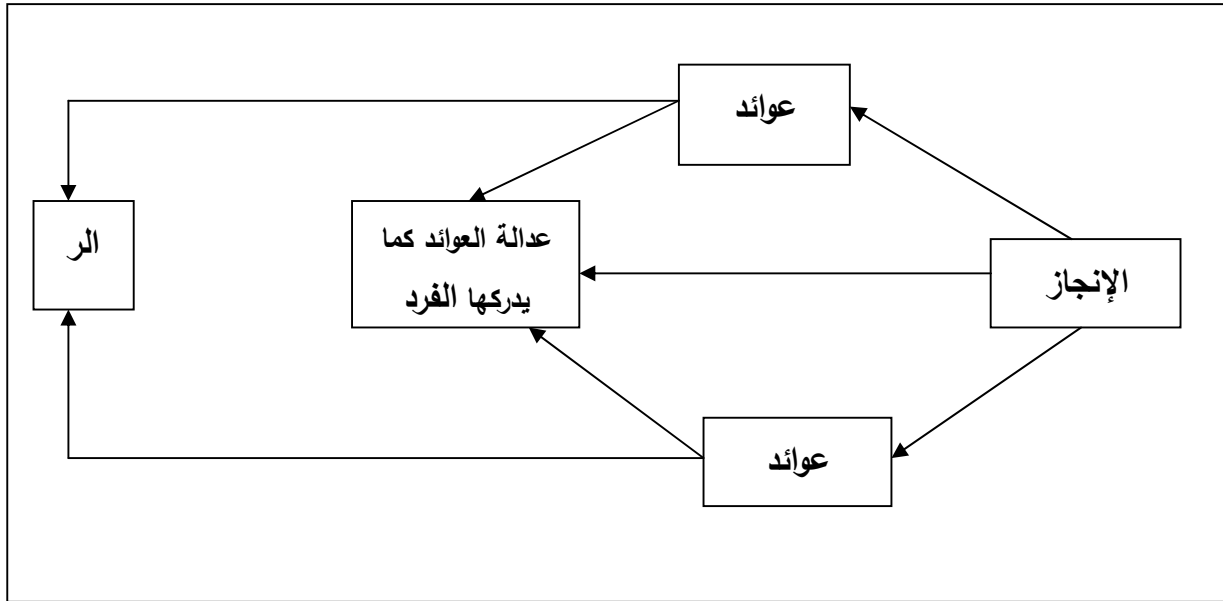 عوائد
الإنجاز
عدالة العوائد كما
يدركها الفرد
الر
عوائد